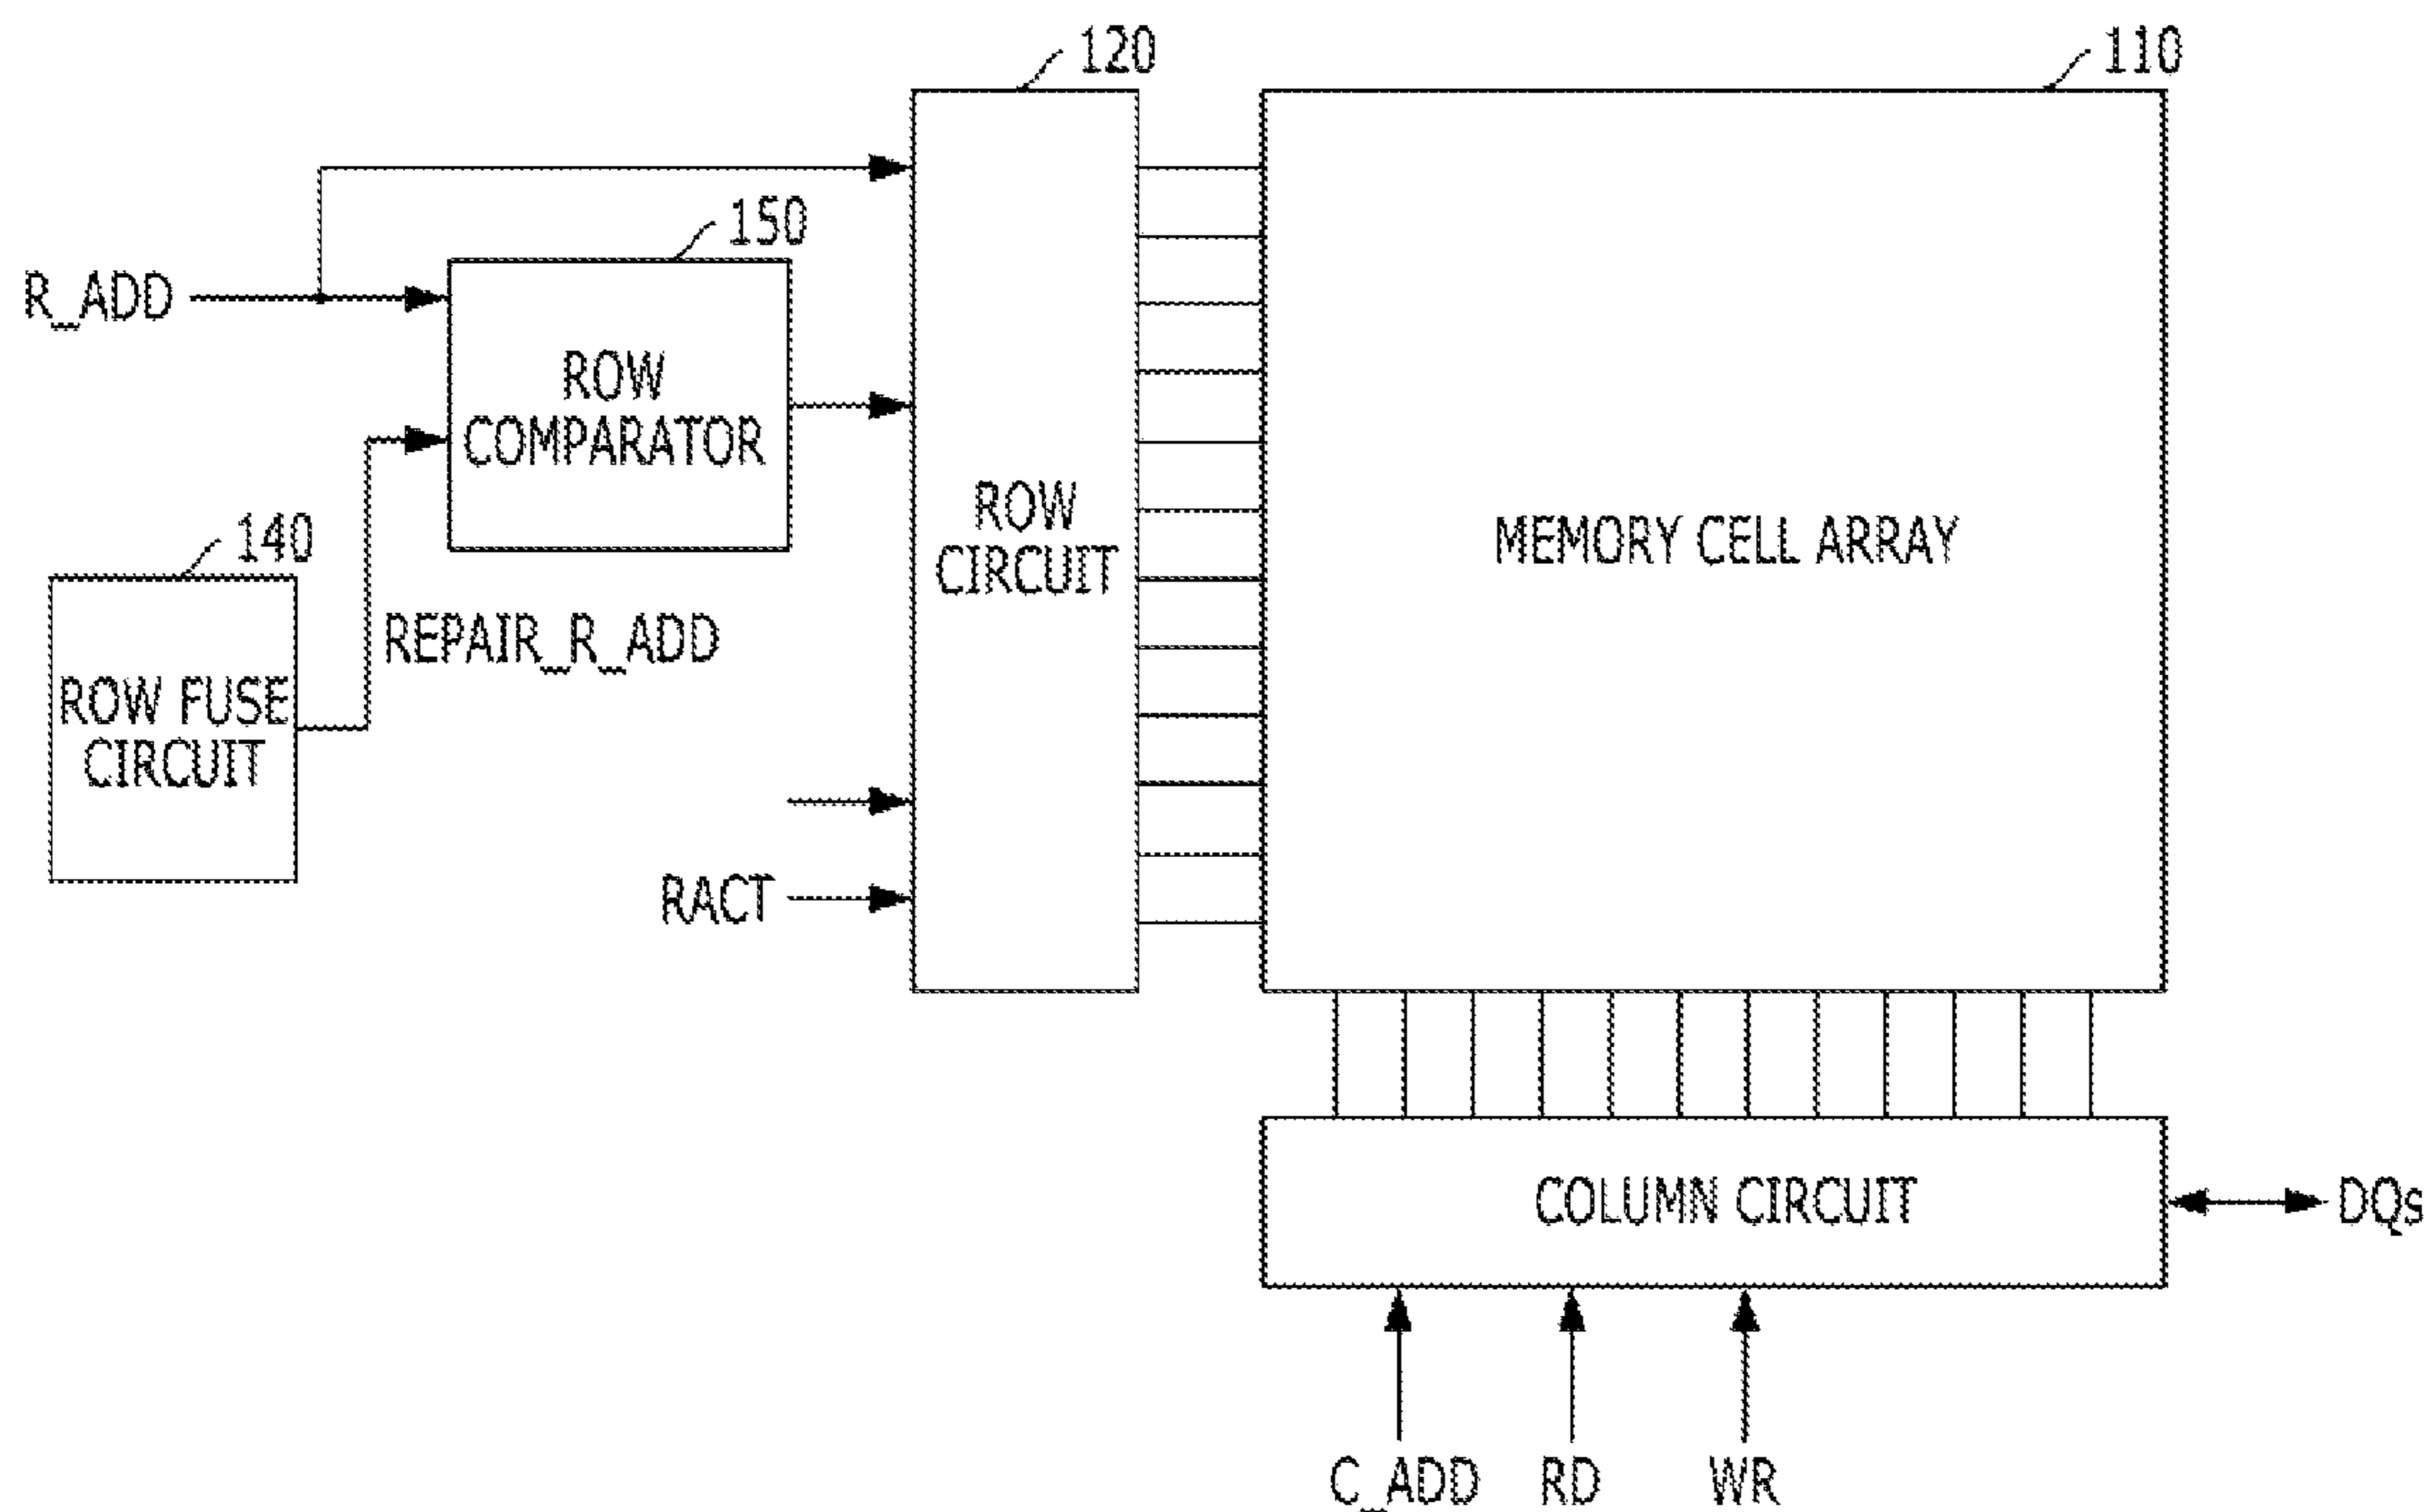 120
110
150
R_ADD
ROW
COMPARATOR
140
REPAIR_R_ADD
ROW FUSE
CIRCUIT
ROW
CIRCUIT
MEMORY CELL ARRAY
RACT
COLUMN CIRCUIT
DQs
C_ADD
RD
WR